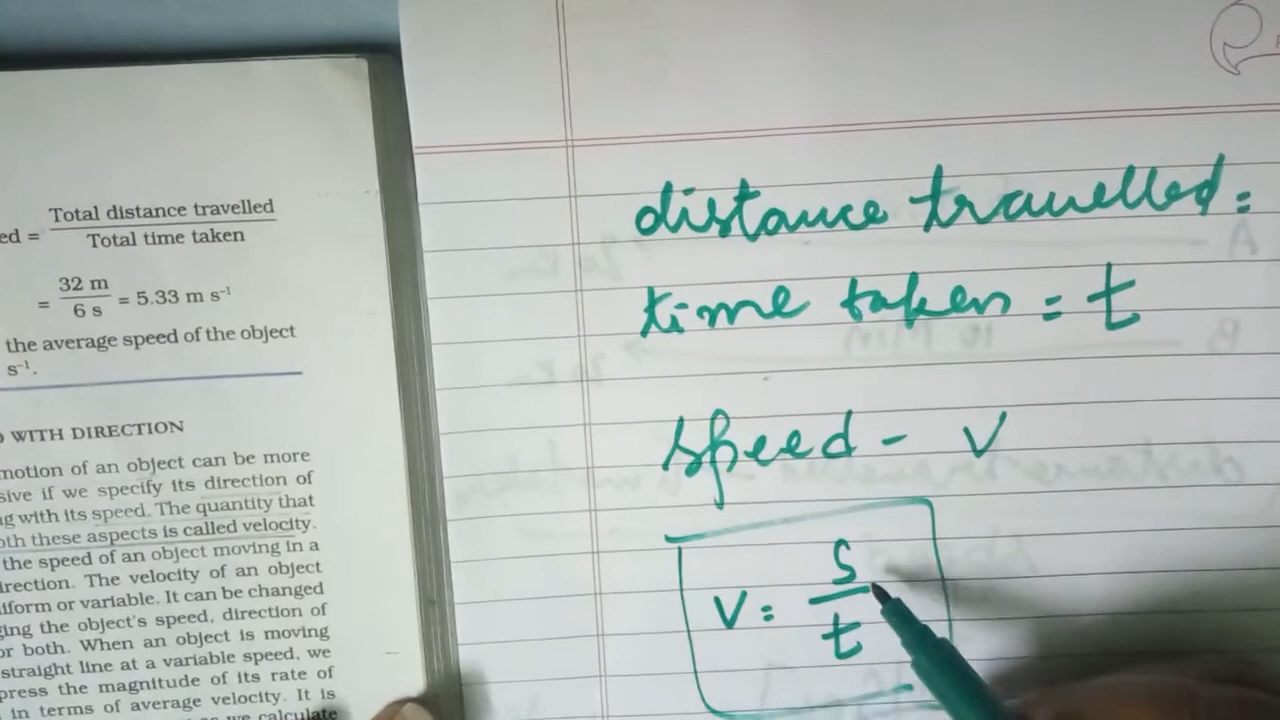 ed = Total distance travelled
Total time taken
= 32 m
6 s
= 5.33 m s⁻¹
the average speed of the object
s⁻¹.
WITH DIRECTION
motion of an object can be more
sive if we specify its direction of
ng with its speed. The quantity that
oth these aspects is called velocity.
the speed of an object moving in a
irection. The velocity of an object
iform or variable. It can be changed
ging the object's speed, direction of
or both. When an object is moving
straight line at a variable speed, we
press the magnitude of its rate of
in terms of average velocity. It is
we calculate
distance travelled =
time taken = t
speed - v
v = s
t